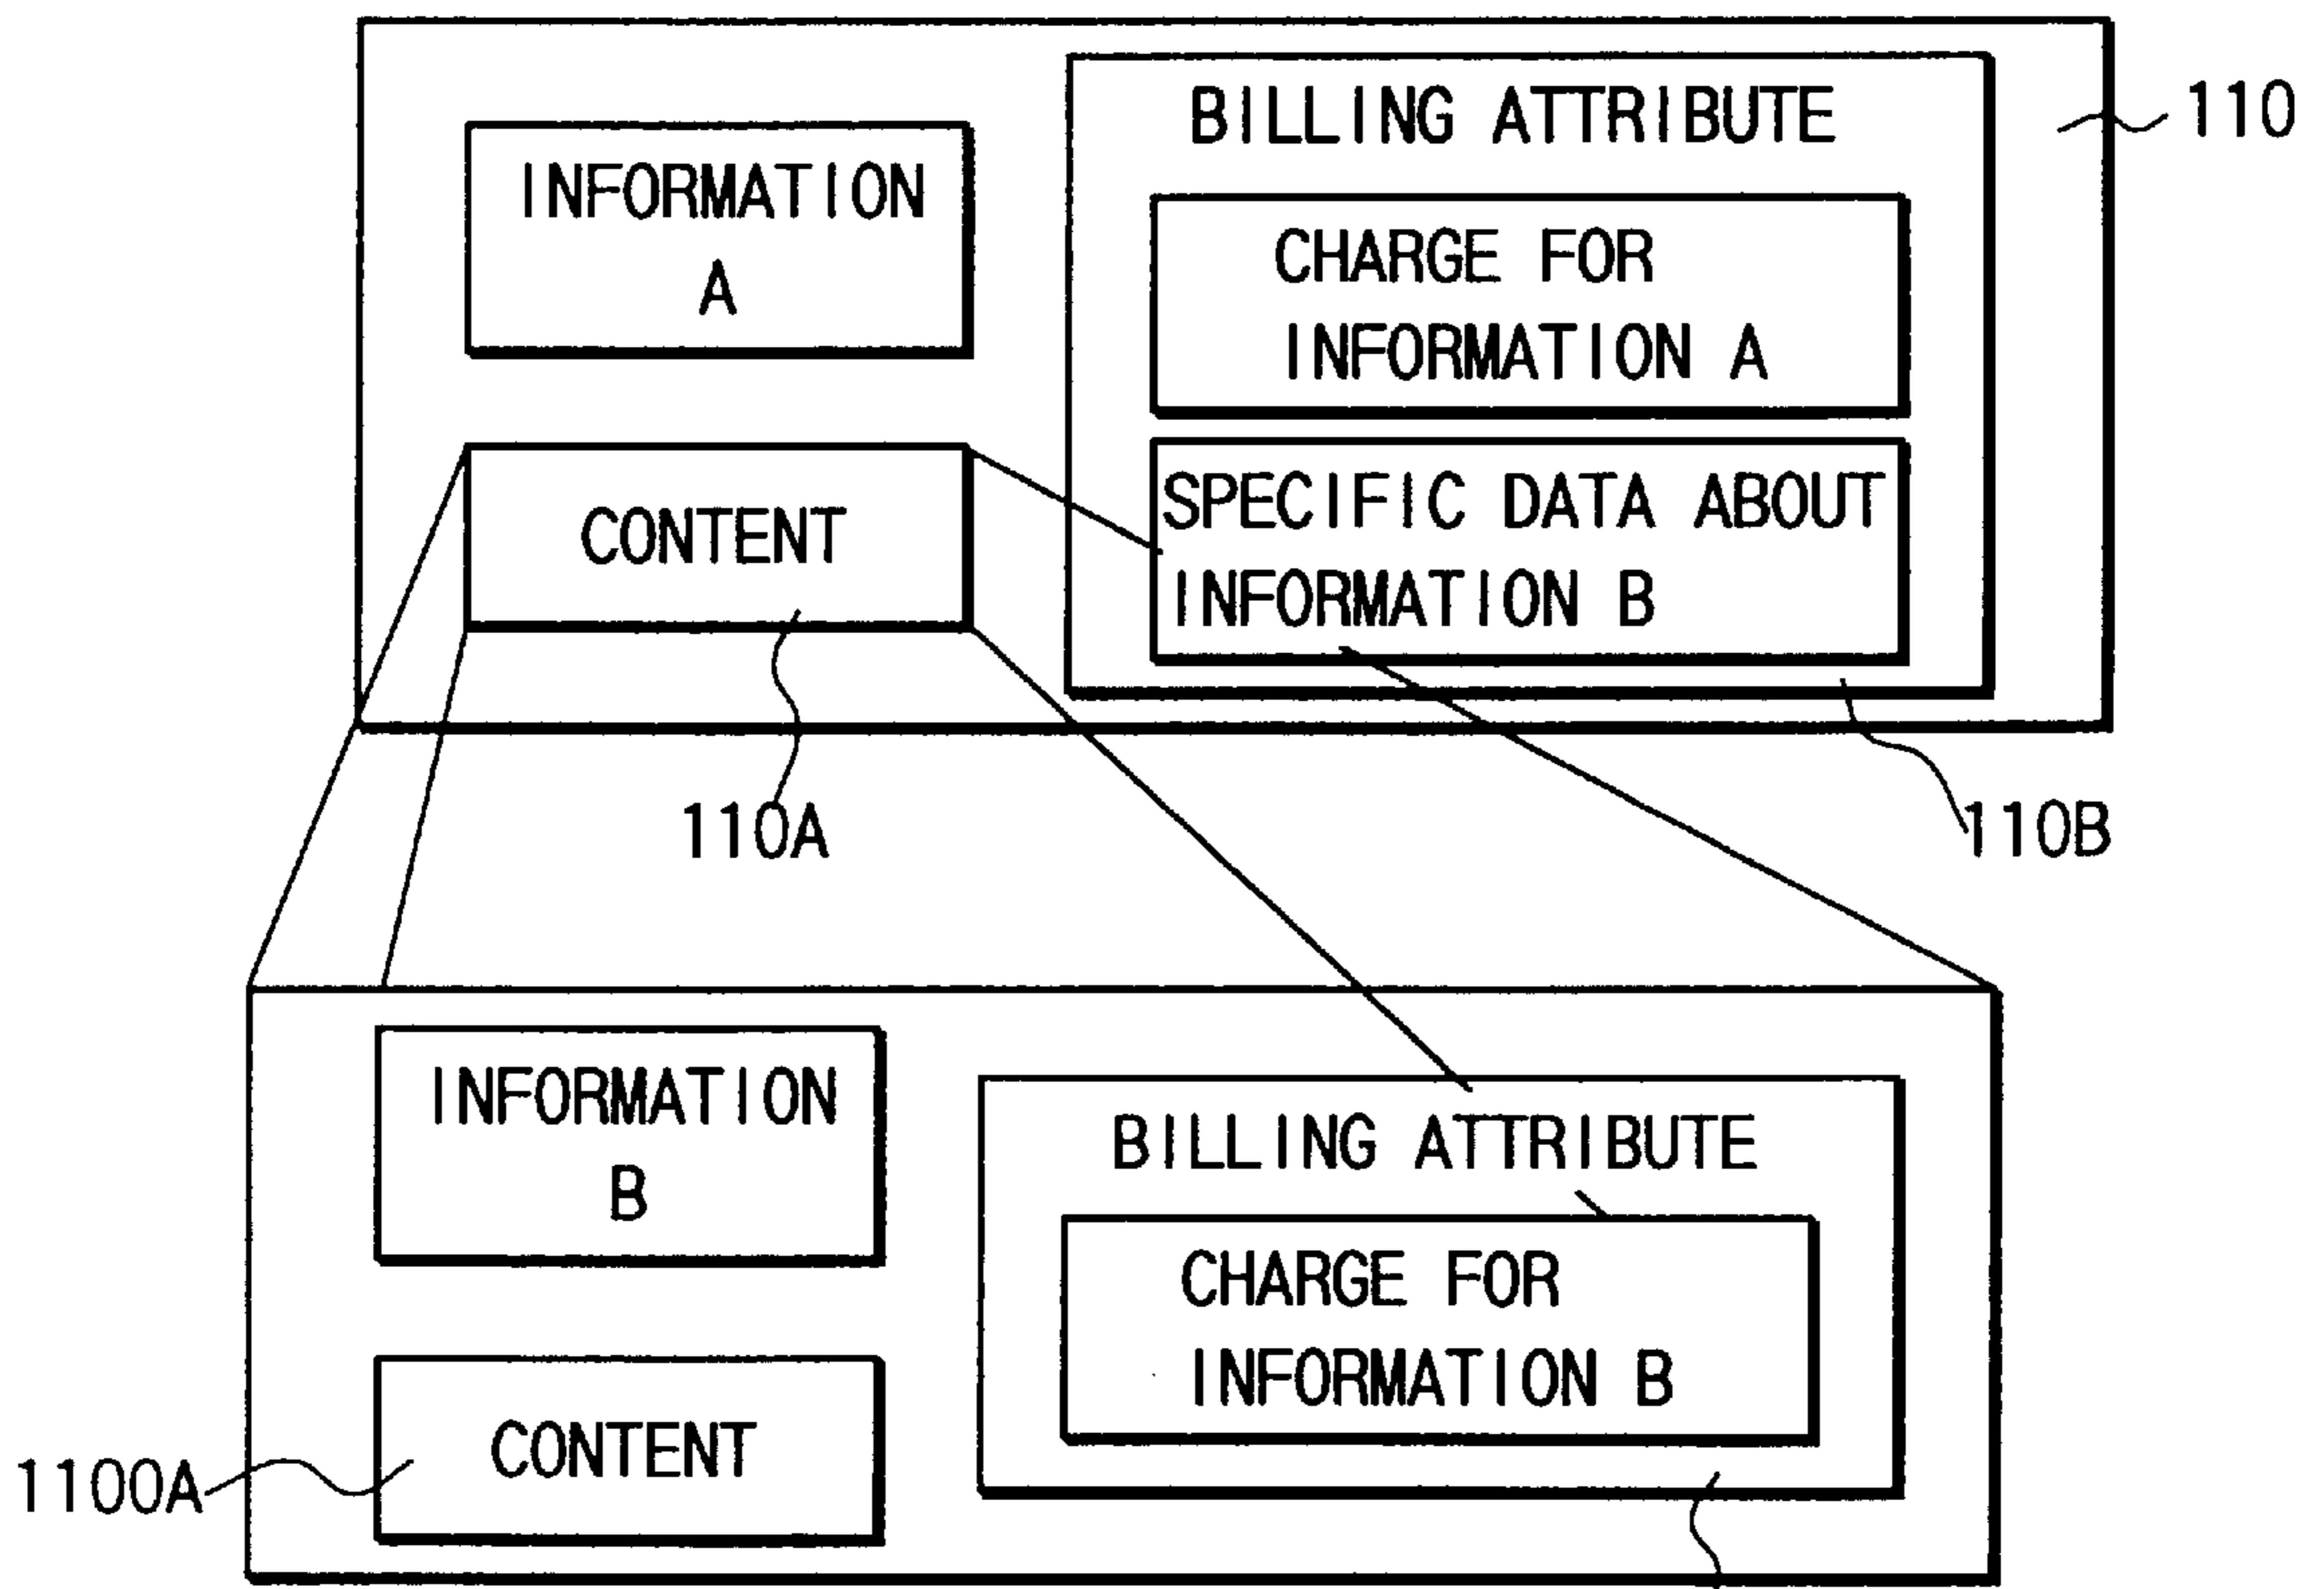 BILLING ATTRIBUTE
110
INFORMATION
A
CHARGE FOR
INFORMATION A
CONTENT
SPECIFIC DATA ABOUT
INFORMATION B
110A
110B
INFORMATION
B
BILLING ATTRIBUTE
CHARGE FOR
INFORMATION B
CONTENT
1100A